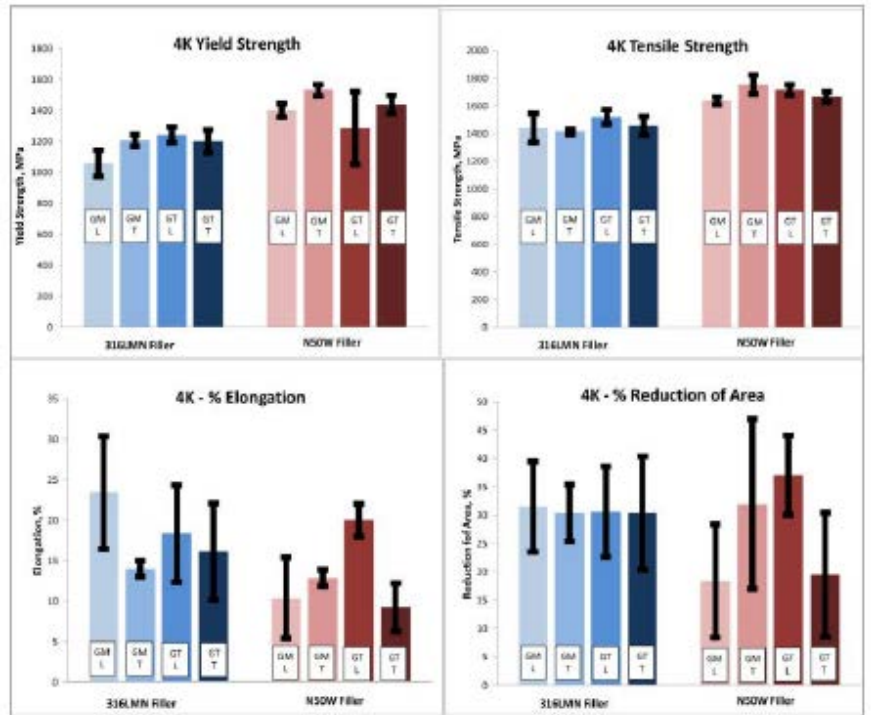 4K Yield Strength
Yield Strength, MPa
1800
1600
1400
1200
1000
800
600
400
200
0
GM L
GM T
GT L
GT T
GM L
GM T
GT L
GT T
316LMN Filler
N50W Filler
4K Tensile Strength
Tensile Strength, MPa
2000
1800
1600
1400
1200
1000
800
600
400
200
0
GM L
GM T
GT L
GT T
GM L
GM T
GT L
GT T
316LMN Filler
N50W Filler
4K - % Elongation
Elongation, %
35
30
25
20
15
10
5
0
GM L
GM T
GT L
GT T
GM L
GM T
GT L
GT T
316LMN Filler
N50W Filler
4K - % Reduction of Area
Reduction fof Area, %
50
45
40
35
30
25
20
15
10
5
0
GM L
GM T
GT L
GT T
GM L
GM T
GT L
GT T
316LMN Filler
N50W Filler